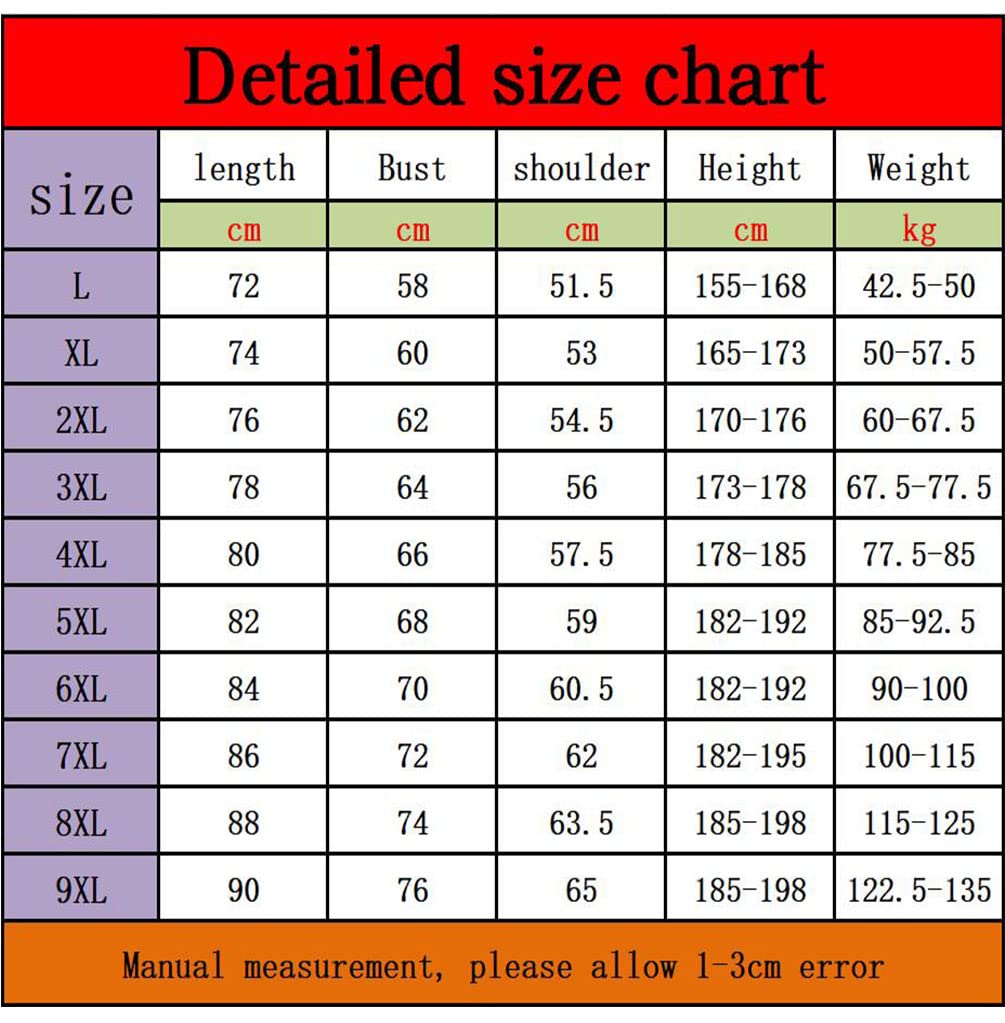 Detailed size chart
size length Bust shoulder Height Weight
cm cm cm cm kg
L 72 58 51.5 155-168 42.5-50
XL 74 60 53 165-173 50-57.5
2XL 76 62 54.5 170-176 60-67.5
3XL 78 64 56 173-178 67.5-77.5
4XL 80 66 57.5 178-185 77.5-85
5XL 82 68 59 182-192 85-92.5
6XL 84 70 60.5 182-192 90-100
7XL 86 72 62 182-195 100-115
8XL 88 74 63.5 185-198 115-125
9XL 90 76 65 185-198 122.5-135
Manual measurement, please allow 1-3cm error